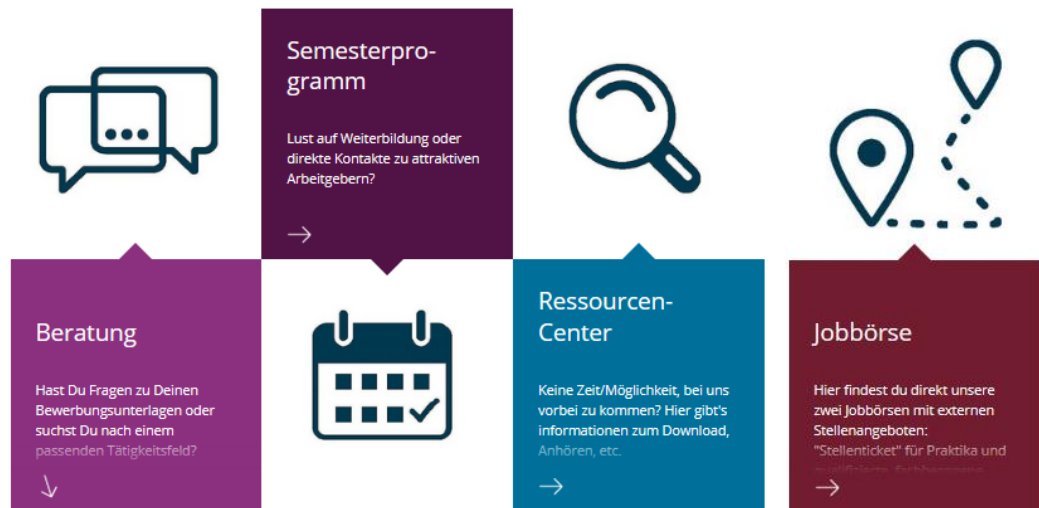 Semesterpro-
gramm
Lust auf Weiterbildung oder
direkte Kontakte zu attraktiven
Arbeitgebern?
Beratung
Hast Du Fragen zu Deinen
Bewerbungsunterlagen oder
suchst Du nach einem
passenden Tätigkeitsfeld?
Ressourcen-
Center
Keine Zeit/Möglichkeit, bei uns
vorbei zu kommen? Hier gibt's
informationen zum Download,
Anhören, etc.
Jobbörse
Hier findest du direkt unsere
zwei Jobbörsen mit externen
Stellenangeboten:
"Stellenticket" für Praktika und
qualifizierte, fachbezogene